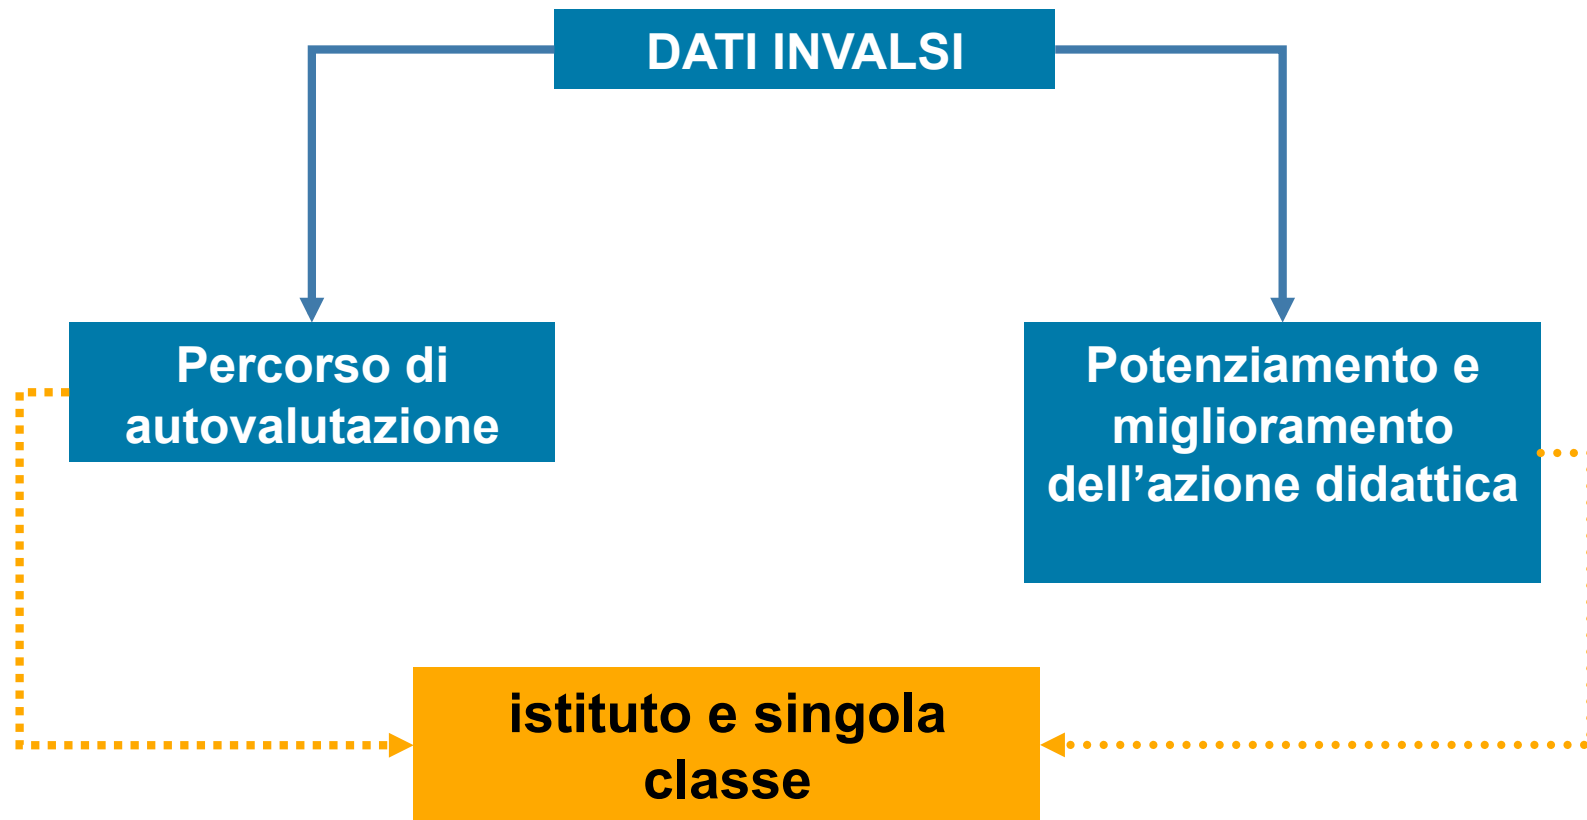 DATI INVALSI
Percorso di
autovalutazione
Potenziamento e
miglioramento
dell’azione didattica
istituto e singola
classe